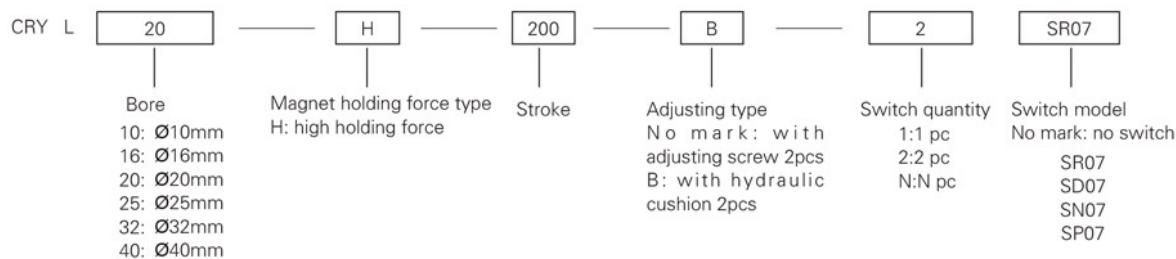 CRY L 20 H 200 B 2 SR07
Bore
10: Ø10mm
16: Ø16mm
20: Ø20mm
25: Ø25mm
32: Ø32mm
40: Ø40mm
Magnet holding force type
H: high holding force
Stroke
Adjusting type
No mark: with
adjusting screw 2pcs
B: with hydraulic
cushion 2pcs
Switch quantity
1:1 pc
2:2 pc
N:N pc
Switch model
No mark: no switch
SR07
SD07
SN07
SP07